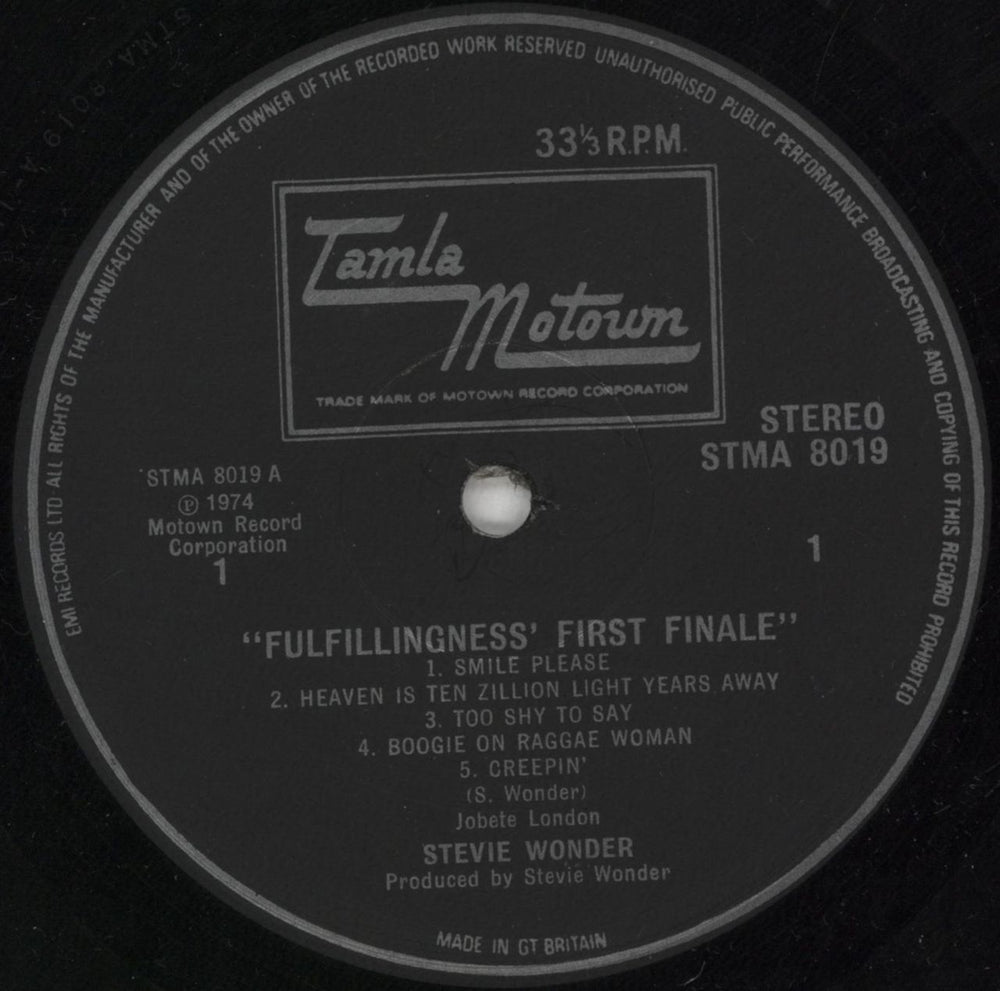 EMI RECORDS LTD · ALL RIGHTS OF THE MANUFACTURER AND OF THE OWNER OF THE RECORDED WORK RESERVED UNAUTHORISED PUBLIC PERFORMANCE BROADCASTING AND COPYING OF THIS RECORD PROHIBITED
33⅓ R.P.M.
Tamla
Motown
TRADE MARK OF MOTOWN RECORD CORPORATION
STEREO
STMA 8019
STMA 8019 A
℗ 1974
Motown Record
Corporation
1
1
“FULFILLINGNESS’ FIRST FINALE”
1. SMILE PLEASE
2. HEAVEN IS TEN ZILLION LIGHT YEARS AWAY
3. TOO SHY TO SAY
4. BOOGIE ON RAGGAE WOMAN
5. CREEPIN’
(S. Wonder)
Jobete London
STEVIE WONDER
Produced by Stevie Wonder
MADE IN GT BRITAIN